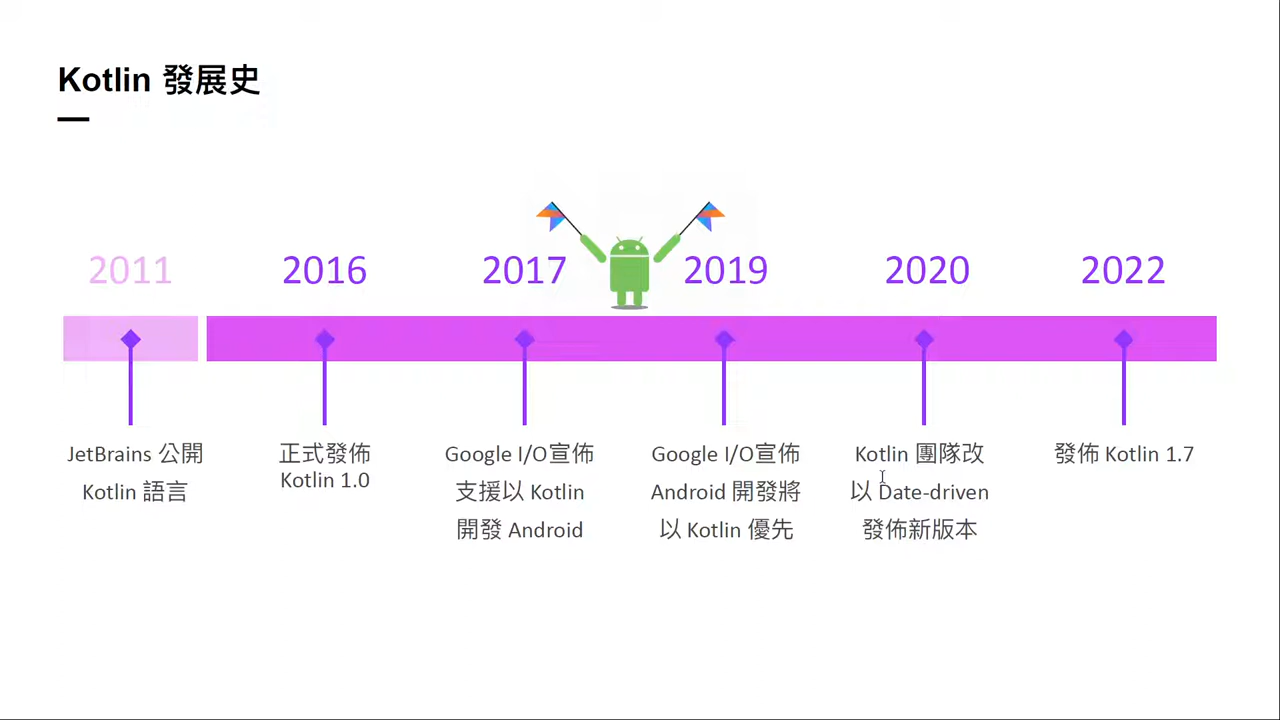 Kotlin 發展史
2011
2016
2017
2019
2020
2022
JetBrains 公開
Kotlin 語言
正式發佈
Kotlin 1.0
Google I/O宣佈
支援以 Kotlin
開發 Android
Google I/O宣佈
Android 開發將
以 Kotlin 優先
Kotlin 團隊改
以 Date-driven
發佈新版本
發佈 Kotlin 1.7